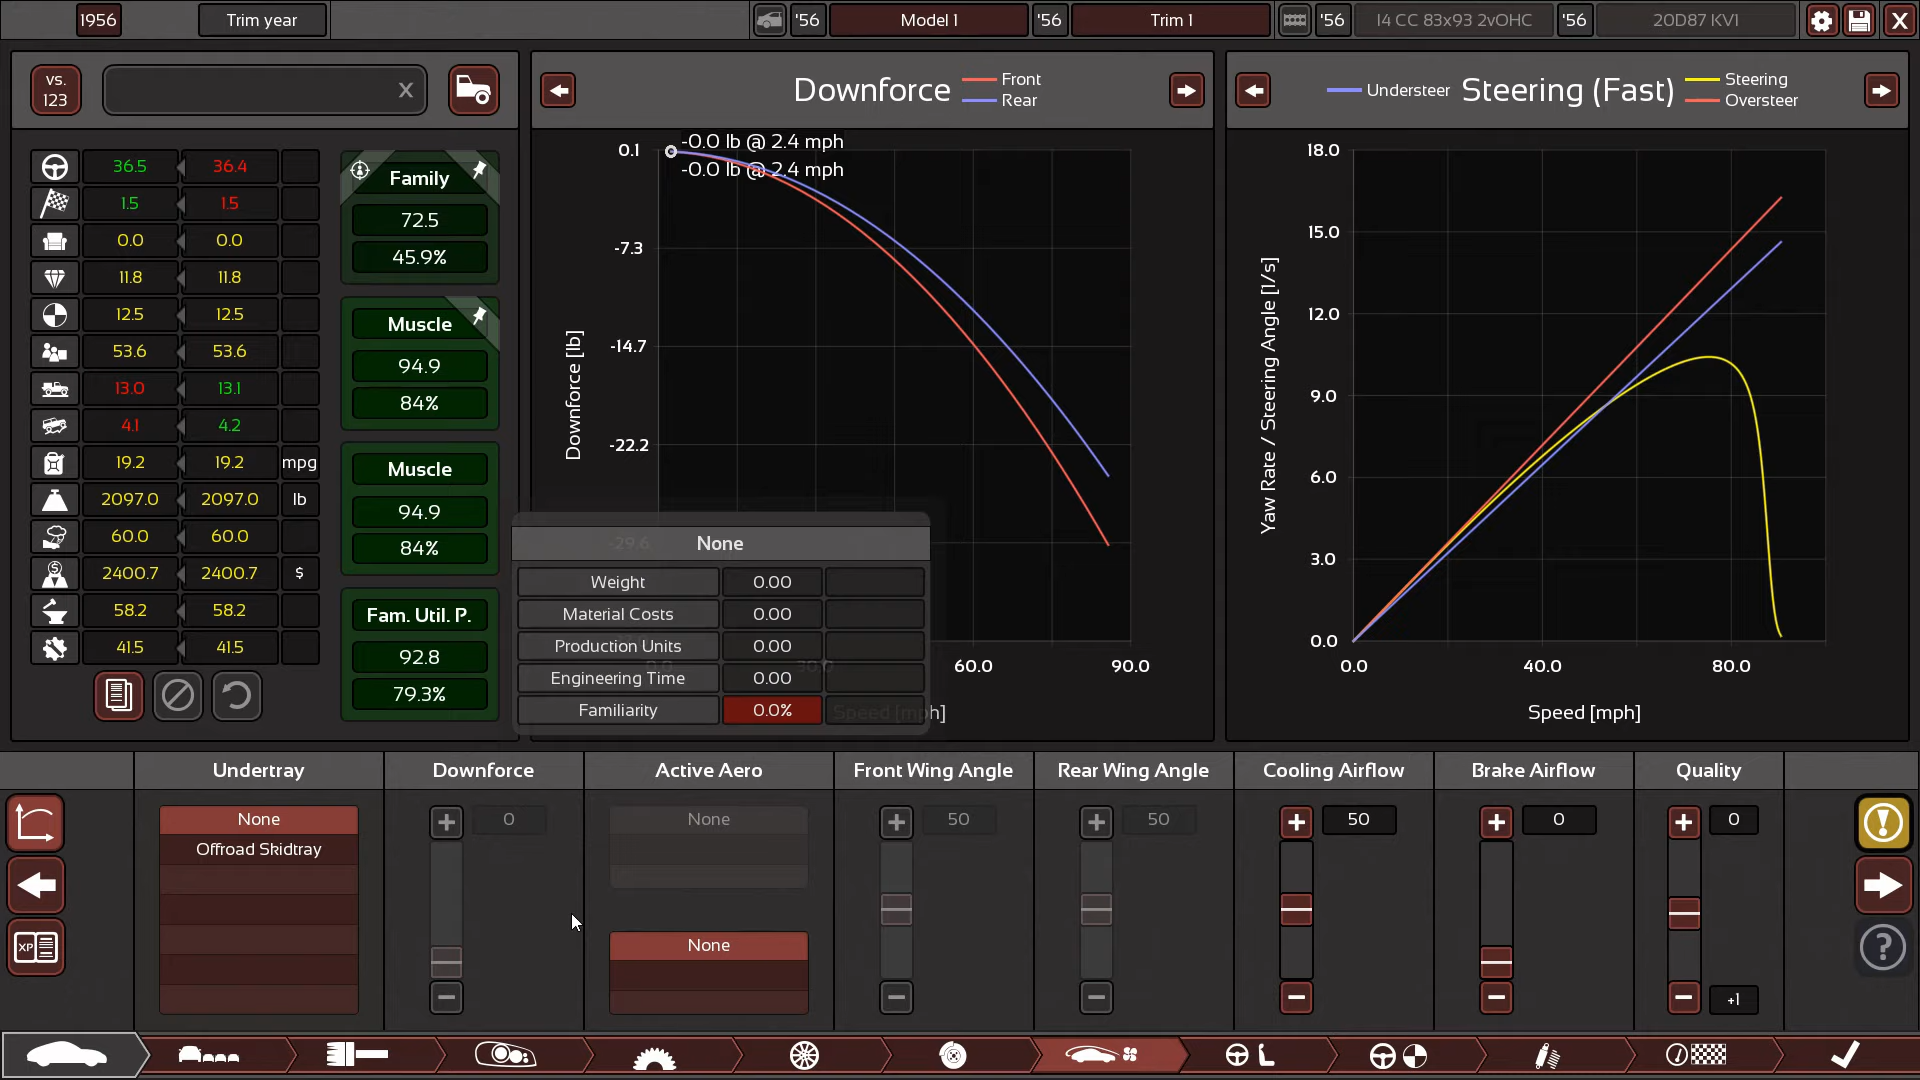 1956
Trim year
'56
Model 1
'56
Trim 1
'56
I4 CC 83x93 2vOHC
'56
20D87 KV1
X
vs.
123
X
36.5 36.4
1.5 1.5
0.0 0.0
11.8 11.8
12.5 12.5
53.6 53.6
13.0 13.1
4.1 4.2
19.2 19.2 mpg
2097.0 2097.0 lb
60.0 60.0
2400.7 2400.7 $
58.2 58.2
41.5 41.5
Family
72.5
45.9%
Muscle
94.9
84%
Muscle
94.9
84%
Fam. Util. P.
92.8
79.3%
Downforce
Front
Rear
-0.0 lb @ 2.4 mph
-0.0 lb @ 2.4 mph
0.1
-7.3
-14.7
-22.2
-29.6
Downforce [lb]
0.0
30.0
60.0
90.0
Speed [mph]
None
Weight 0.00
Material Costs 0.00
Production Units 0.00
Engineering Time 0.00
Familiarity 0.0%
Understeer
Steering (Fast)
Steering
Oversteer
18.0
15.0
12.0
9.0
6.0
3.0
0.0
Yaw Rate / Steering Angle [1/s]
0.0
40.0
80.0
Speed [mph]
Undertray
None
Offroad Skidtray
Downforce
0
Active Aero
None
None
Front Wing Angle
50
Rear Wing Angle
50
Cooling Airflow
50
Brake Airflow
0
Quality
0
+1
XP
?